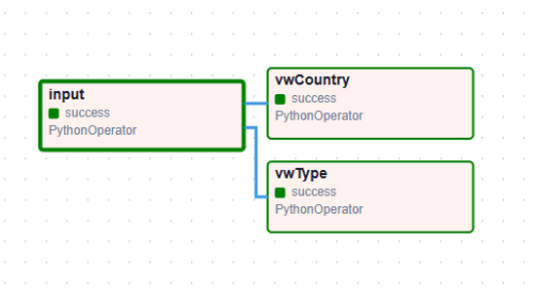 input
success
PythonOperator
vwCountry
success
PythonOperator
vwType
success
PythonOperator